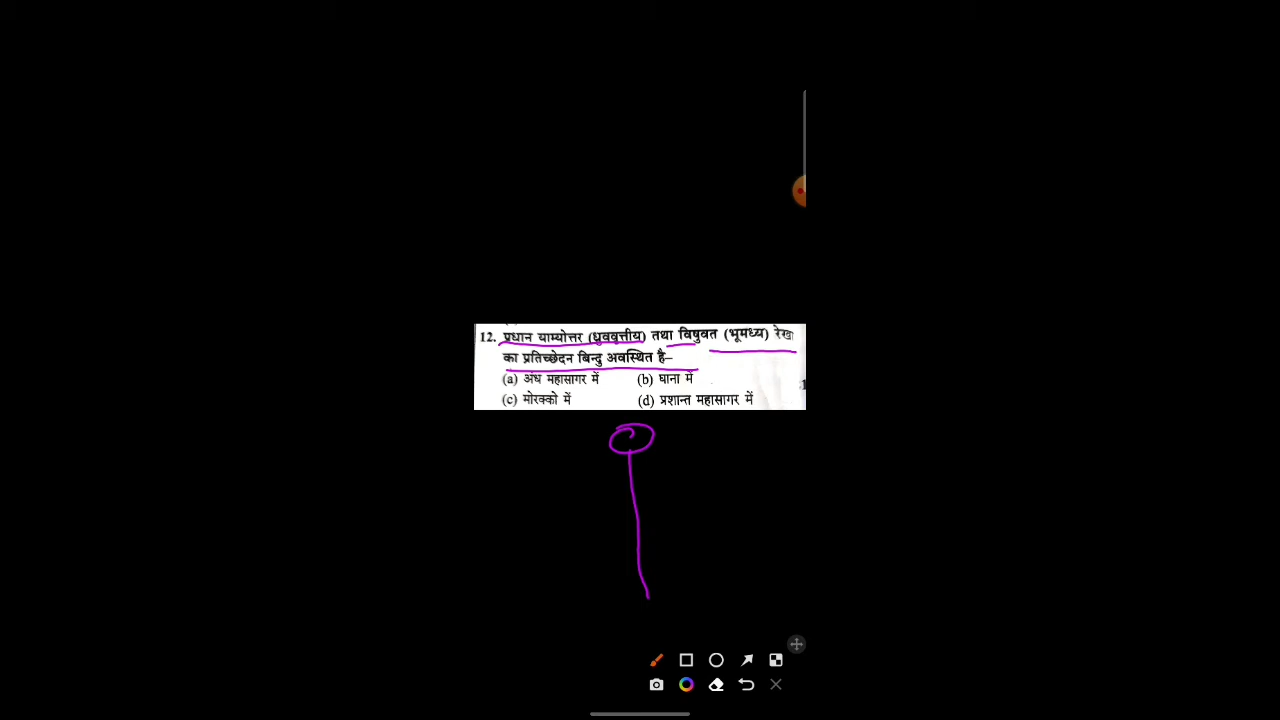 12. प्रधान याम्योत्तर (ध्रुववृत्तीय) तथा विषुवत (भूमध्य) रेखा
का प्रतिच्छेदन बिन्दु अवस्थित है–
(a) अंध महासागर में (b) घाना में
(c) मोरक्को में (d) प्रशान्त महासागर में